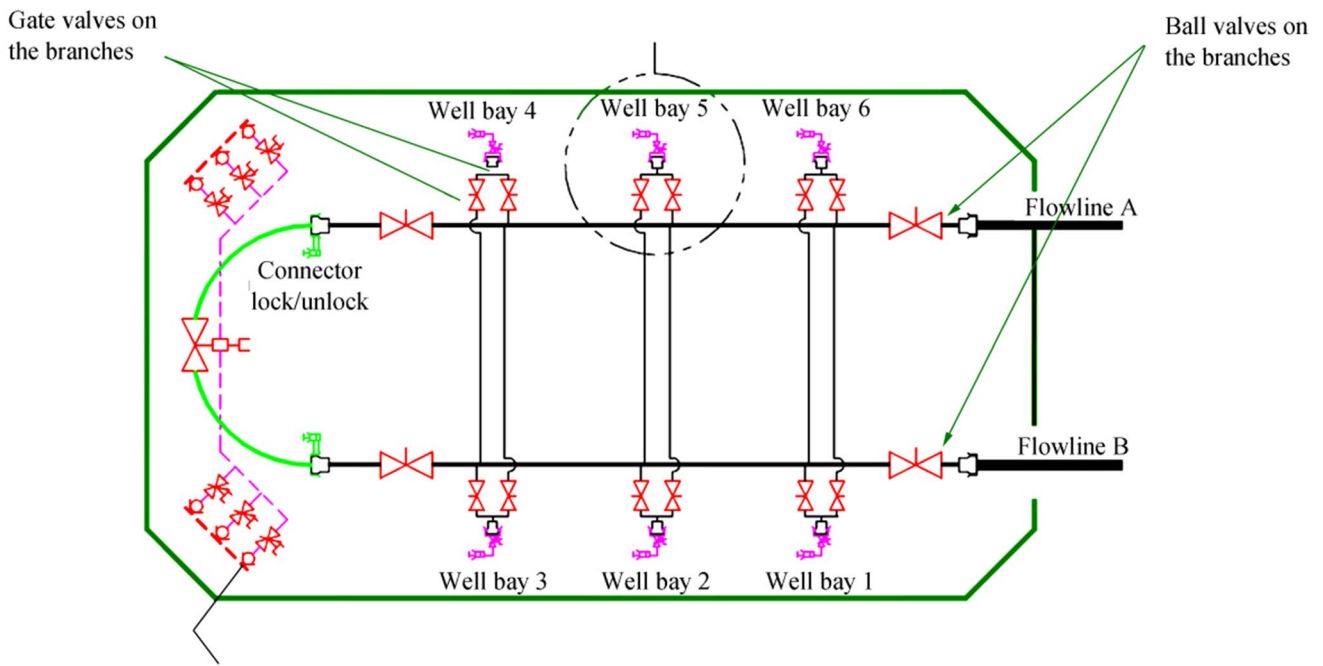 Gate valves on
the branches
Ball valves on
the branches
Well bay 4
Well bay 5
Well bay 6
Flowline A
Connector
lock/unlock
Flowline B
Well bay 3
Well bay 2
Well bay 1